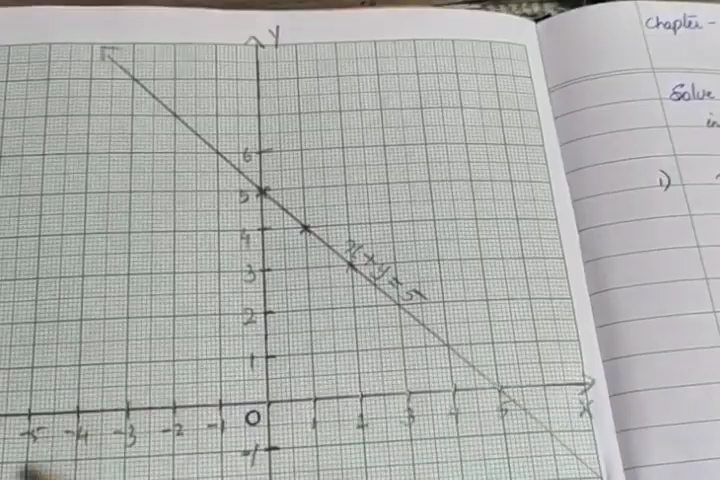 Y
6
5
4
3
2
1
x+y=5
-5 -4 -3 -2 -1 O 1 2 3 4 5 X
-1
Chapter-
Solve
in
1)